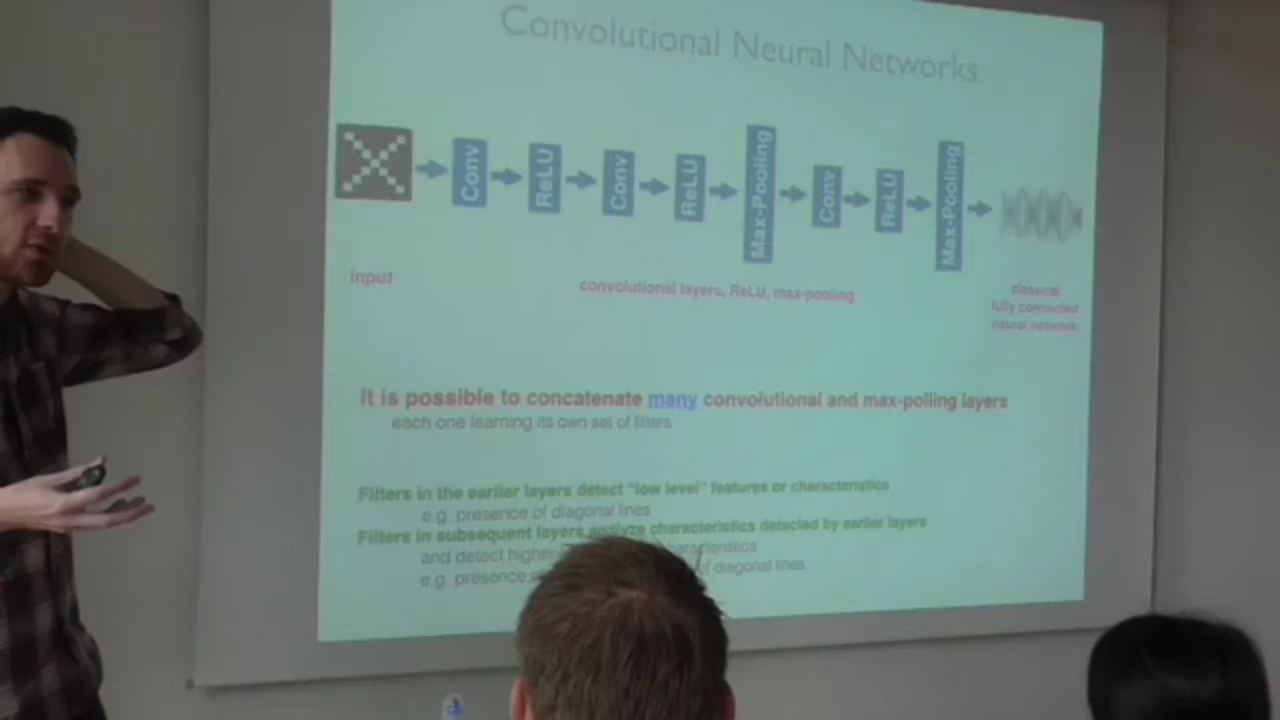 Convolutional Neural Networks
Conv
ReLU
Conv
ReLU
Max-Pooling
Conv
ReLU
Max-Pooling
input
convolutional layers, ReLU, max-pooling
classical
fully connected
neural network
It is possible to concatenate many convolutional and max-polling layers
each one learning its own set of filters
Filters in the earlier layers detect “low level” features or characteristics
e.g. presence of diagonal lines
Filters in subsequent layers analyze characteristics detected by earlier layers
and detect higher characteristics
e.g. presence of diagonal lines